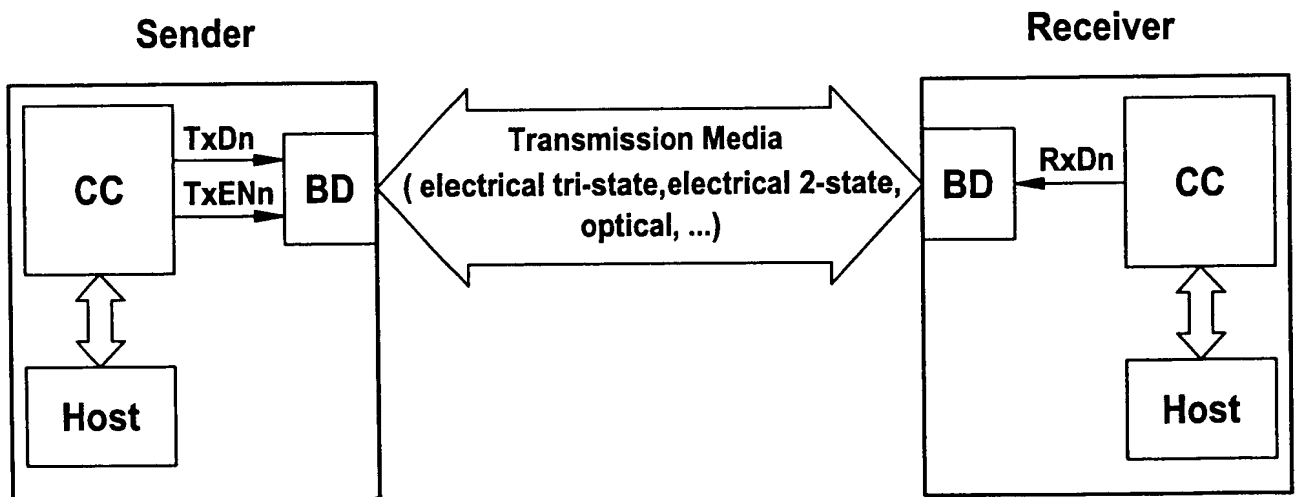 Sender
Receiver
TxDn
CC
TxENn
BD
Host
Transmission Media
( electrical tri-state,electrical 2-state,
optical, ...)
BD
RxDn
CC
Host